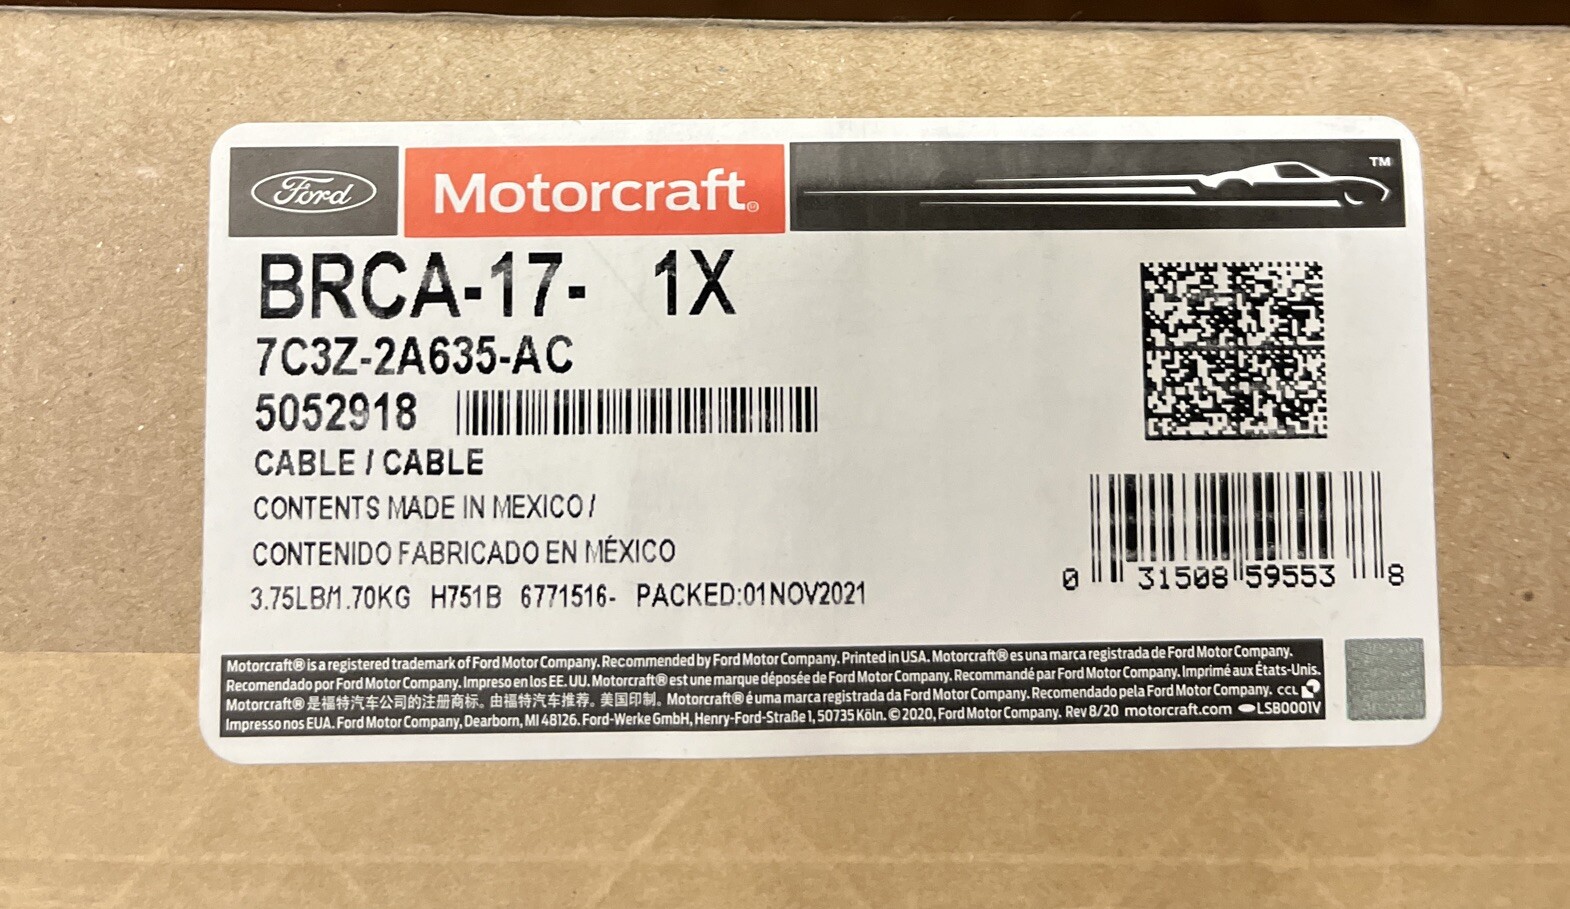 Ford
Motorcraft®
TM
BRCA-17- 1X
7C3Z-2A635-AC
5052918
CABLE / CABLE
CONTENTS MADE IN MEXICO /
CONTENIDO FABRICADO EN MÉXICO
3.75LB/1.70KG H751B 6771516- PACKED:01NOV2021
0 31508 59553 8
Motorcraft® is a registered trademark of Ford Motor Company. Recommended by Ford Motor Company. Printed in USA. Motorcraft® es una marca registrada de Ford Motor Company.
Recomendado por Ford Motor Company. Impreso en los EE. UU. Motorcraft® est une marque déposée de Ford Motor Company. Recommandé par Ford Motor Company. Imprimé aux États-Unis.
Motorcraft® 是福特汽车公司的注册商标。由福特汽车推荐。美国印制。Motorcraft® é uma marca registrada da Ford Motor Company. Recomendado pela Ford Motor Company. CCL
Impresso nos EUA. Ford Motor Company, Dearborn, MI 48126. Ford-Werke GmbH, Henry-Ford-Straße 1, 50735 Köln. © 2020, Ford Motor Company. Rev 8/20 motorcraft.com LSB0001V